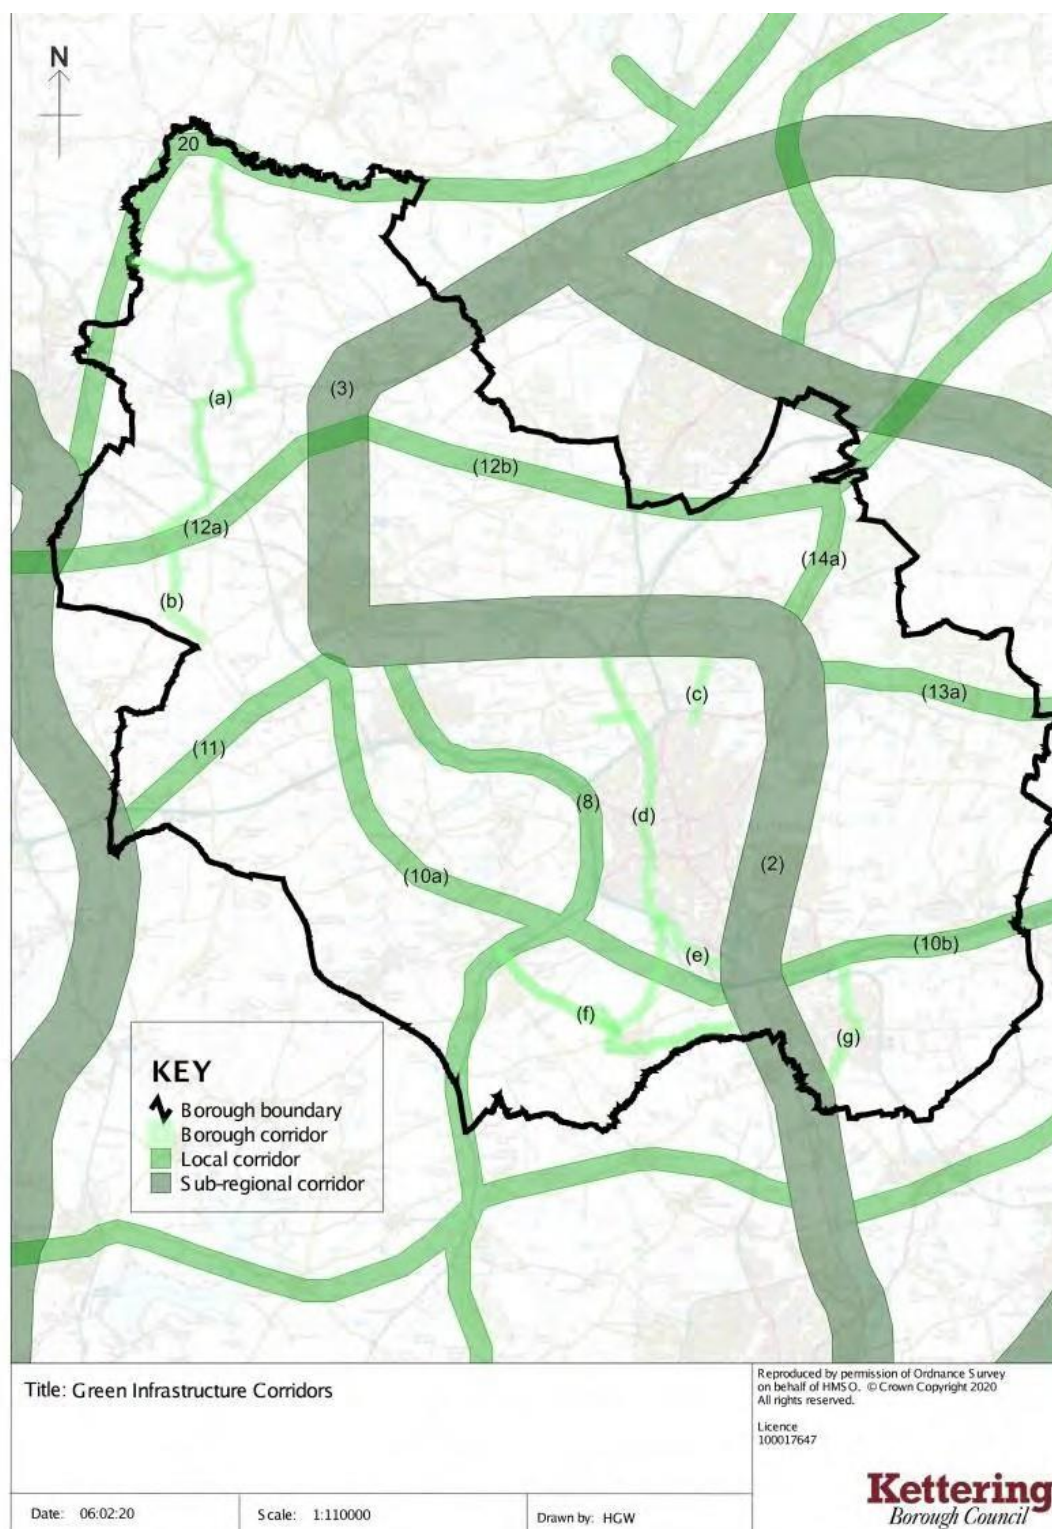 N
20
(3)
(a)
(12b)
(12a)
(14a)
(b)
(c)
(13a)
(11)
(8)
(d)
(2)
(10a)
(10b)
(e)
(f)
(g)
KEY
Borough boundary
Borough corridor
Local corridor
Sub-regional corridor
Title: Green Infrastructure Corridors
Reproduced by permission of Ordnance Survey
on behalf of HMSO. © Crown Copyright 2020
All rights reserved.
Licence
100017647
Kettering
Borough Council
Date: 06:02:20
Scale: 1:110000
Drawn by: HGW